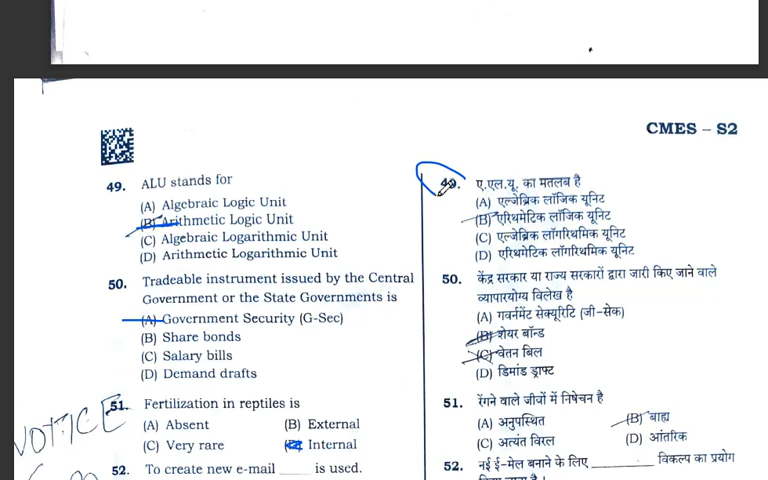 CMES – S2
49. ALU stands for
(A) Algebraic Logic Unit
(B) Arithmetic Logic Unit
(C) Algebraic Logarithmic Unit
(D) Arithmetic Logarithmic Unit
50. Tradeable instrument issued by the Central
Government or the State Governments is
(A) Government Security (G-Sec)
(B) Share bonds
(C) Salary bills
(D) Demand drafts
51. Fertilization in reptiles is
(A) Absent (B) External
(C) Very rare Internal
52. To create new e-mail ____ is used.
NOTICE
49. ए.एल.यू. का मतलब है
(A) एल्जेब्रिक लॉजिक यूनिट
(B) एरिथमेटिक लॉजिक यूनिट
(C) एल्जेब्रिक लॉगरिथमिक यूनिट
(D) एरिथमेटिक लॉगरिथमिक यूनिट
50. केंद्र सरकार या राज्य सरकारों द्वारा जारी किए जाने वाले
व्यापारयोग्य विलेख है
(A) गवर्नमेंट सेक्यूरिटि (जी-सेक)
(B) शेयर बॉन्ड
(C) वेतन बिल
(D) डिमांड ड्राफ्ट
51. रेंगने वाले जीवों में निषेचन है
(A) अनुपस्थित (B) बाह्य
(C) अत्यंत विरल (D) आंतरिक
52. नई ई-मेल बनाने के लिए ________ विकल्प का प्रयोग